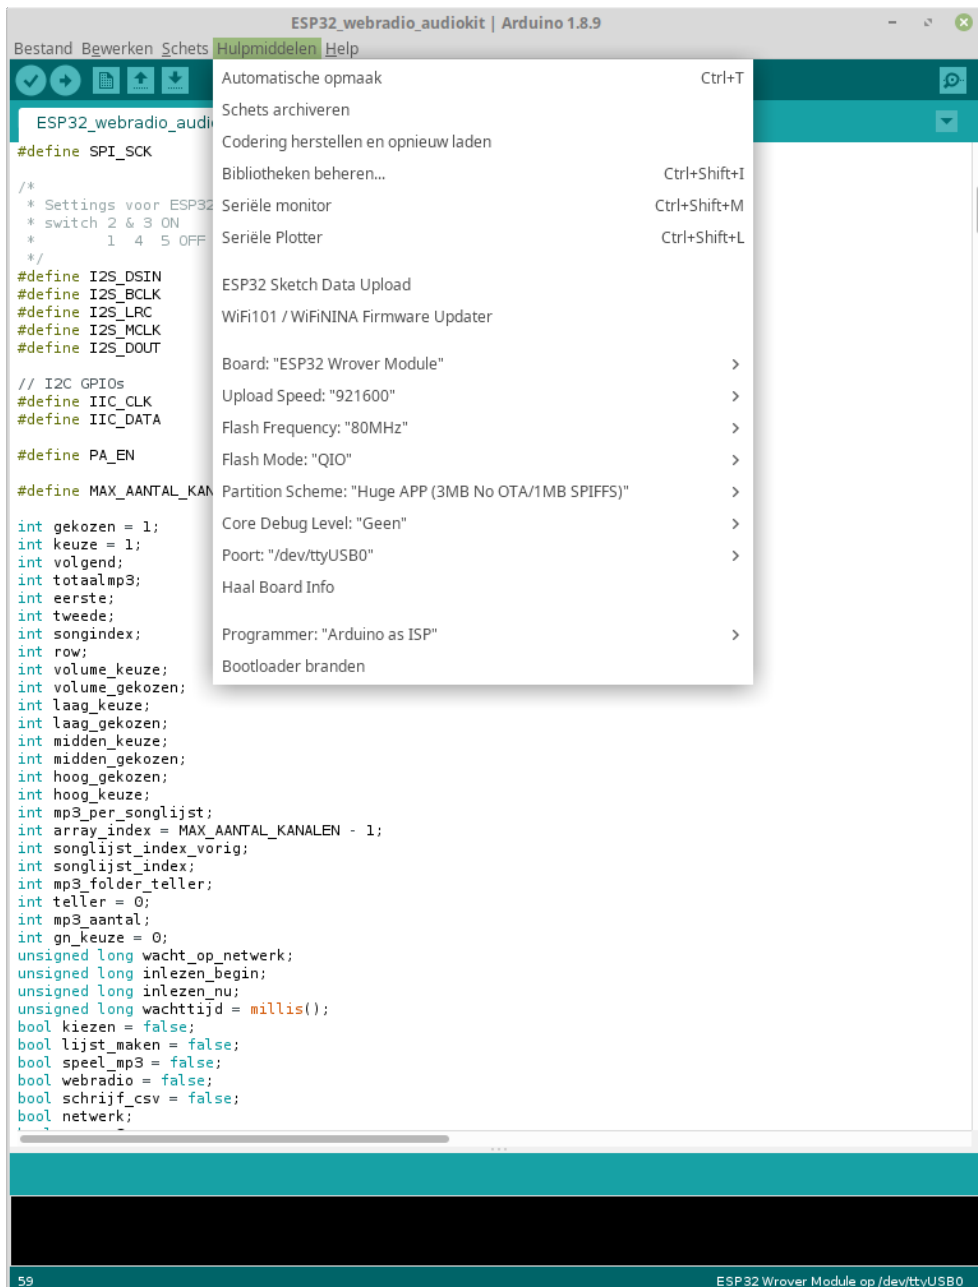 ESP32_webradio_audiokit | Arduino 1.8.9
Bestand Bewerken Schets Hulpmiddelen Help
Automatische opmaak Ctrl+T
Schets archiveren
Codering herstellen en opnieuw laden
Bibliotheken beheren... Ctrl+Shift+I
Seriële monitor Ctrl+Shift+M
Seriële Plotter Ctrl+Shift+L
ESP32 Sketch Data Upload
WiFi101 / WiFiNINA Firmware Updater
Board: "ESP32 Wrover Module"
Upload Speed: "921600"
Flash Frequency: "80MHz"
Flash Mode: "QIO"
Partition Scheme: "Huge APP (3MB No OTA/1MB SPIFFS)"
Core Debug Level: "Geen"
Poort: "/dev/ttyUSB0"
Haal Board Info
Programmer: "Arduino as ISP"
Bootloader branden
ESP32_webradio_audi
#define SPI_SCK
/*
* Settings voor ESP32
* switch 2 & 3 ON
* 1 4 5 OFF
*/
#define I2S_DSIN
#define I2S_BCLK
#define I2S_LRC
#define I2S_MCLK
#define I2S_DOUT
// I2C GPIOs
#define IIC_CLK
#define IIC_DATA
#define PA_EN
#define MAX_AANTAL_KAN
int gekozen = 1;
int keuze = 1;
int volgend;
int totaalmp3;
int eerste;
int tweede;
int songindex;
int row;
int volume_keuze;
int volume_gekozen;
int laag_keuze;
int laag_gekozen;
int midden_keuze;
int midden_gekozen;
int hoog_gekozen;
int hoog_keuze;
int mp3_per_songlijst;
int array_index = MAX_AANTAL_KANALEN - 1;
int songlijst_index_vorig;
int songlijst_index;
int mp3_folder_teller;
int teller = 0;
int mp3_aantal;
int gn_keuze = 0;
unsigned long wacht_op_netwerk;
unsigned long inlezen_begin;
unsigned long inlezen_nu;
unsigned long wachttijd = millis();
bool kiezen = false;
bool lijst_maken = false;
bool speel_mp3 = false;
bool webradio = false;
bool schrijf_csv = false;
bool netwerk;
59 ESP32 Wrover Module op /dev/ttyUSB0